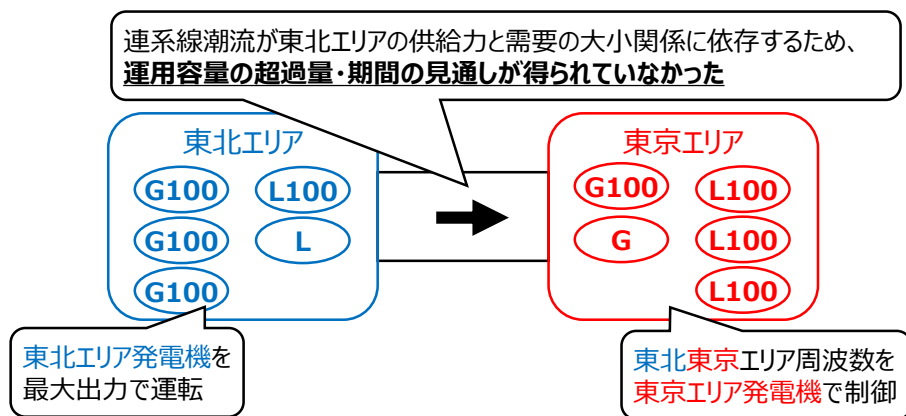 連系線潮流が東北エリアの供給力と需要の大小関係に依存するため、
運用容量の超過量・期間の見通しが得られていなかった
東北エリア
G100
L100
G100
L
G100
東京エリア
G100
L100
G
L100
L100
東北エリア発電機を
最大出力で運転
東北東京エリア周波数を
東京エリア発電機で制御